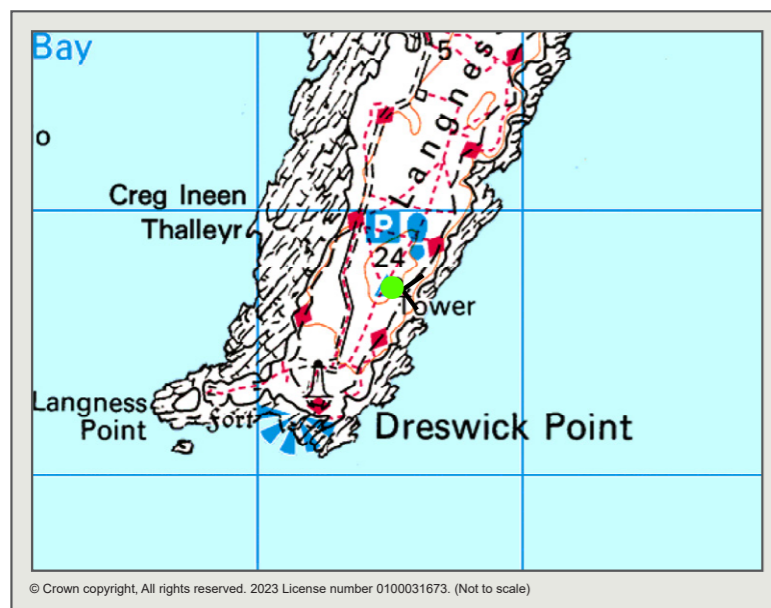 Bay
5
Langnes
o
Creg Ineen
Thalleyr
P
24
Tower
Langness
Point
fort
Dreswick Point
© Crown copyright, All rights reserved. 2023 License number 0100031673. (Not to scale)